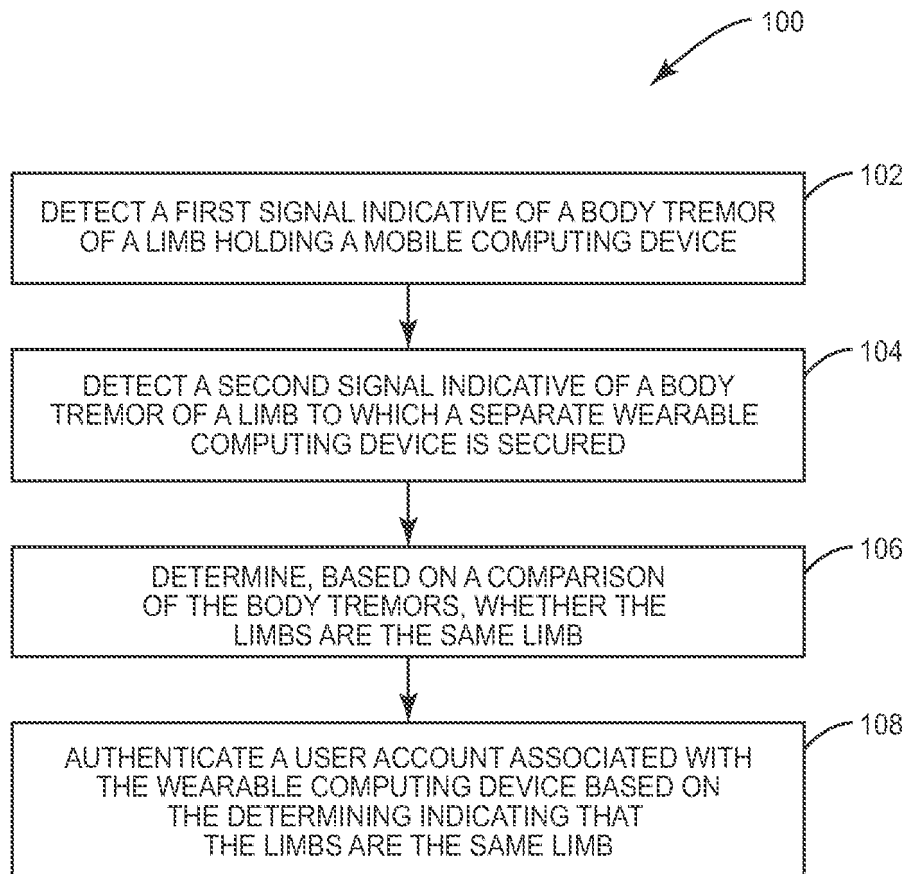 100
102
DETECT A FIRST SIGNAL INDICATIVE OF A BODY TREMOR
OF A LIMB HOLDING A MOBILE COMPUTING DEVICE
104
DETECT A SECOND SIGNAL INDICATIVE OF A BODY
TREMOR OF A LIMB TO WHICH A SEPARATE WEARABLE
COMPUTING DEVICE IS SECURED
106
DETERMINE, BASED ON A COMPARISON
OF THE BODY TREMORS, WHETHER THE
LIMBS ARE THE SAME LIMB
108
AUTHENTICATE A USER ACCOUNT ASSOCIATED WITH
THE WEARABLE COMPUTING DEVICE BASED ON
THE DETERMINING INDICATING THAT
THE LIMBS ARE THE SAME LIMB